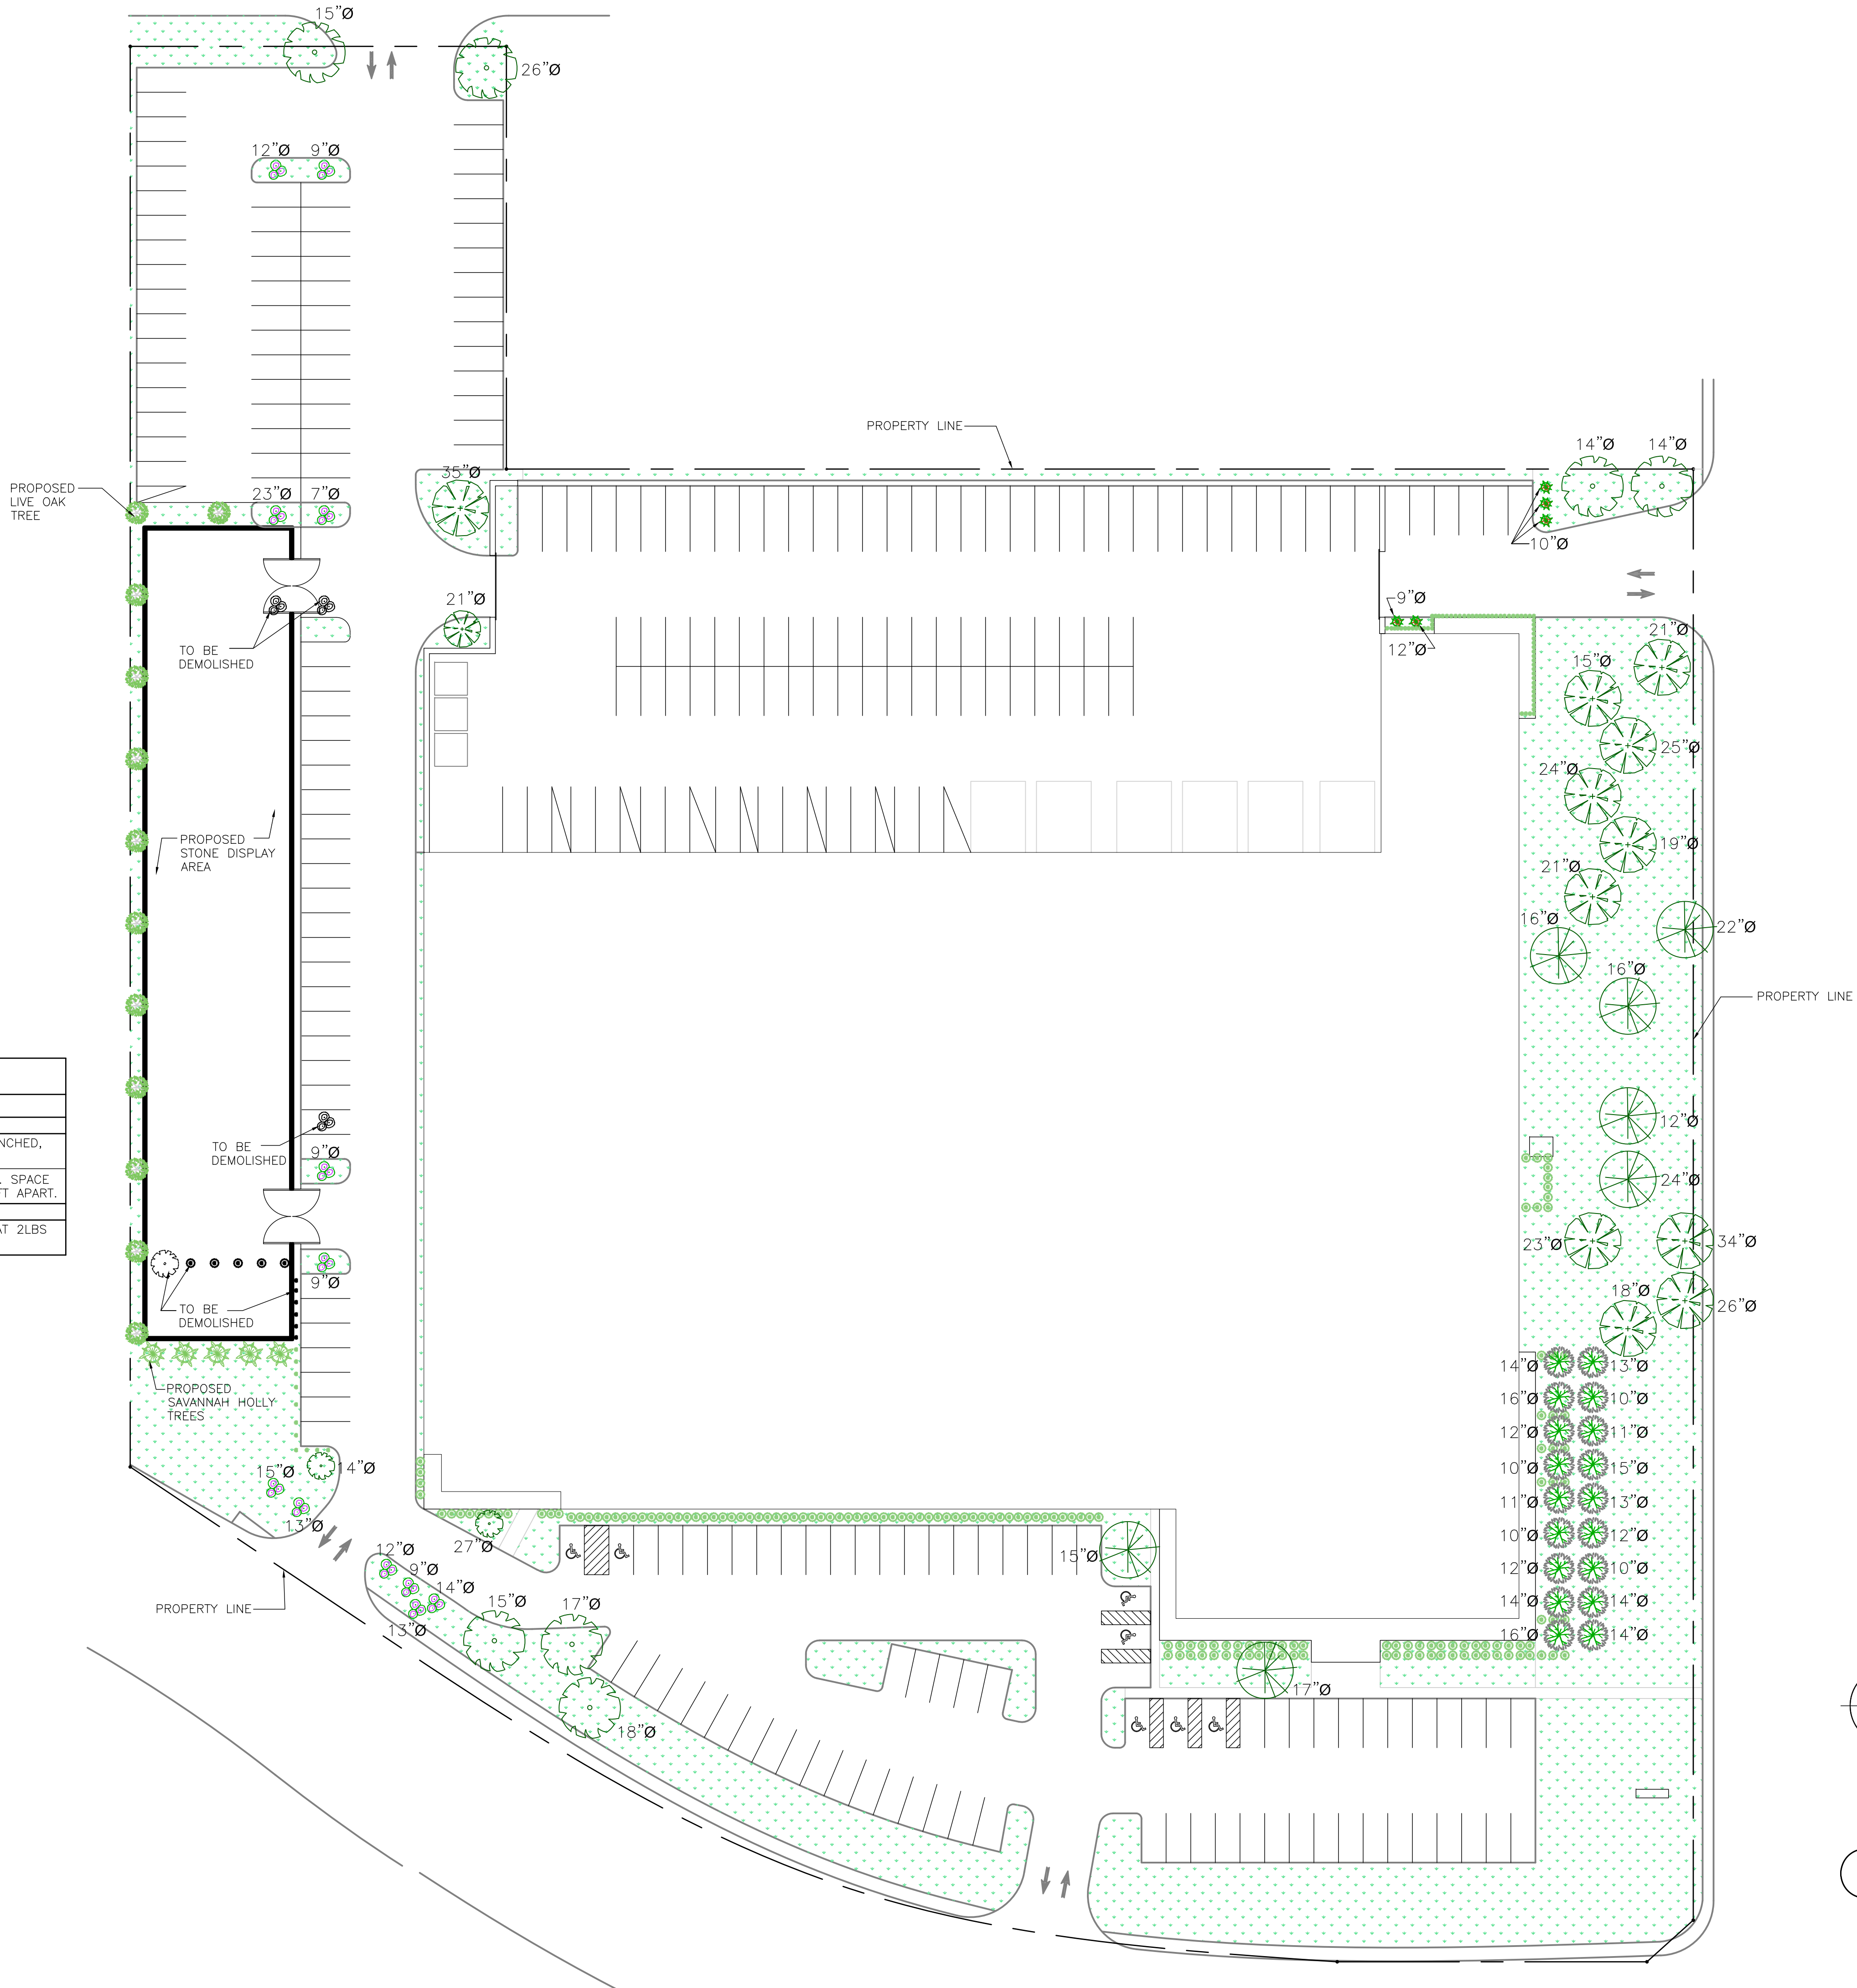 15"Ø
26"Ø
12"Ø 9"Ø
PROPERTY LINE
14"Ø 14"Ø
35"Ø
PROPOSED
LIVE OAK
TREE
23"Ø 7"Ø
10"Ø
21"Ø
9"Ø
12"Ø
TO BE
DEMOLISHED
21"Ø
15"Ø
25"Ø
24"Ø
PROPOSED
STONE DISPLAY
AREA
19"Ø
21"Ø
16"Ø
22"Ø
16"Ø
PROPERTY LINE
12"Ø
NCHED,
SPACE
T APART.
AT 2LBS
TO BE
DEMOLISHED
9"Ø
24"Ø
23"Ø
34"Ø
9"Ø
18"Ø
26"Ø
TO BE
DEMOLISHED
14"Ø 13"Ø
PROPOSED
SAVANNAH HOLLY
TREES
16"Ø 10"Ø
12"Ø 11"Ø
10"Ø 15"Ø
15"Ø
14"Ø
11"Ø 13"Ø
13"Ø
10"Ø 12"Ø
27"Ø
12"Ø
15"Ø
9"Ø
12"Ø 10"Ø
14"Ø
15"Ø
17"Ø
14"Ø 14"Ø
PROPERTY LINE
13"Ø
16"Ø 14"Ø
17"Ø
18"Ø